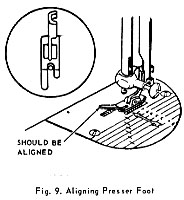 SHOULD BE
ALIGNED
Fig. 9. Aligning Presser Foot